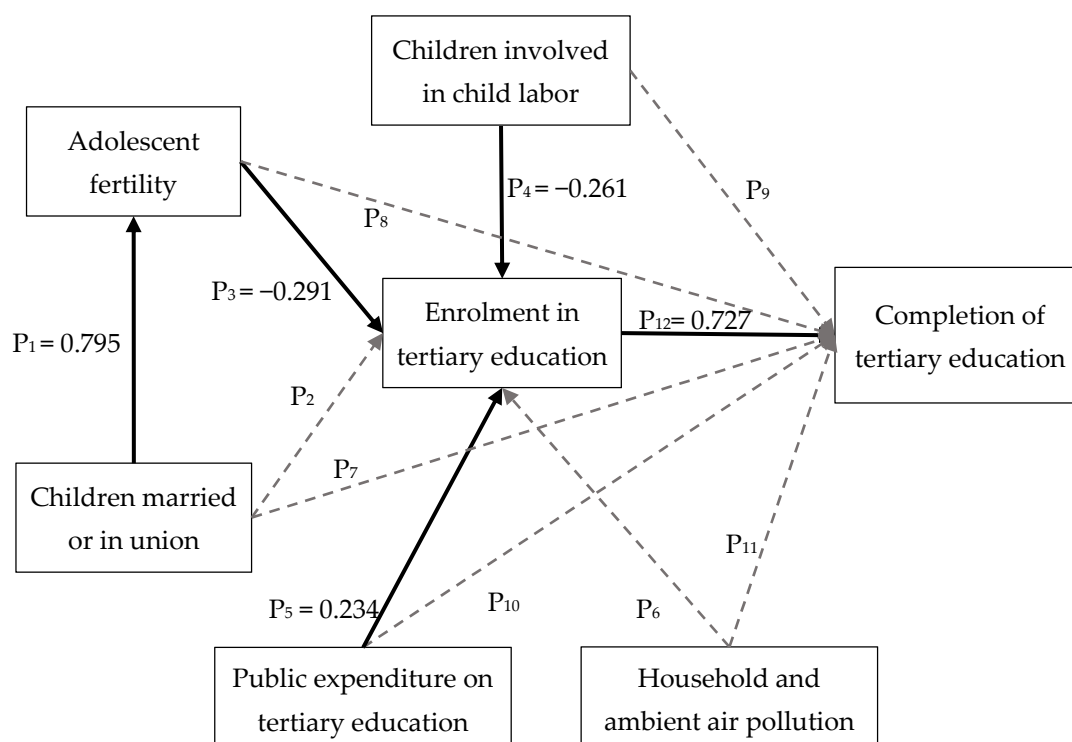 Children involved
in child labor
Adolescent
fertility
P₄ = −0.261
P₉
P₈
P₃ = −0.291
Enrolment in
tertiary education
P₁₂= 0.727
Completion of
tertiary education
P₁ = 0.795
P₂
P₇
Children married
or in union
P₁₁
P₅ = 0.234
P₁₀
P₆
Public expenditure on
tertiary education
Household and
ambient air pollution